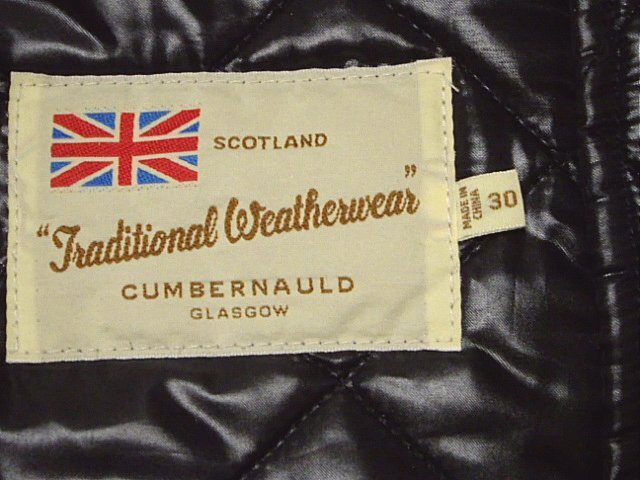 SCOTLAND
"Traditional Weatherwear"
CUMBERNAULD
GLASGOW
MADE IN
CHINA
30